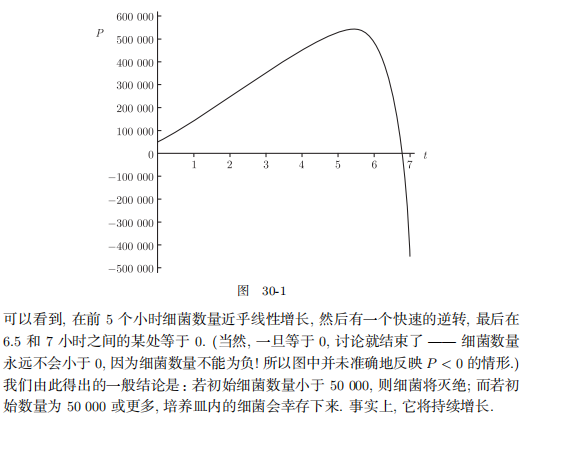 600 000
P
500 000
400 000
300 000
200 000
100 000
0
1 2 3 4 5 6 7 t
−100 000
−200 000
−300 000
−400 000
−500 000
图 30-1
可以看到, 在前 5 个小时细菌数量近乎线性增长, 然后有一个快速的逆转, 最后在
6.5 和 7 小时之间的某处等于 0. (当然, 一旦等于 0, 讨论就结束了 —— 细菌数量
永远不会小于 0, 因为细菌数量不能为负! 所以图中并未准确地反映 P < 0 的情形.)
我们由此得出的一般结论是: 若初始细菌数量小于 50 000, 则细菌将灭绝; 而若初
始数量为 50 000 或更多, 培养皿内的细菌会幸存下来. 事实上, 它将持续增长.